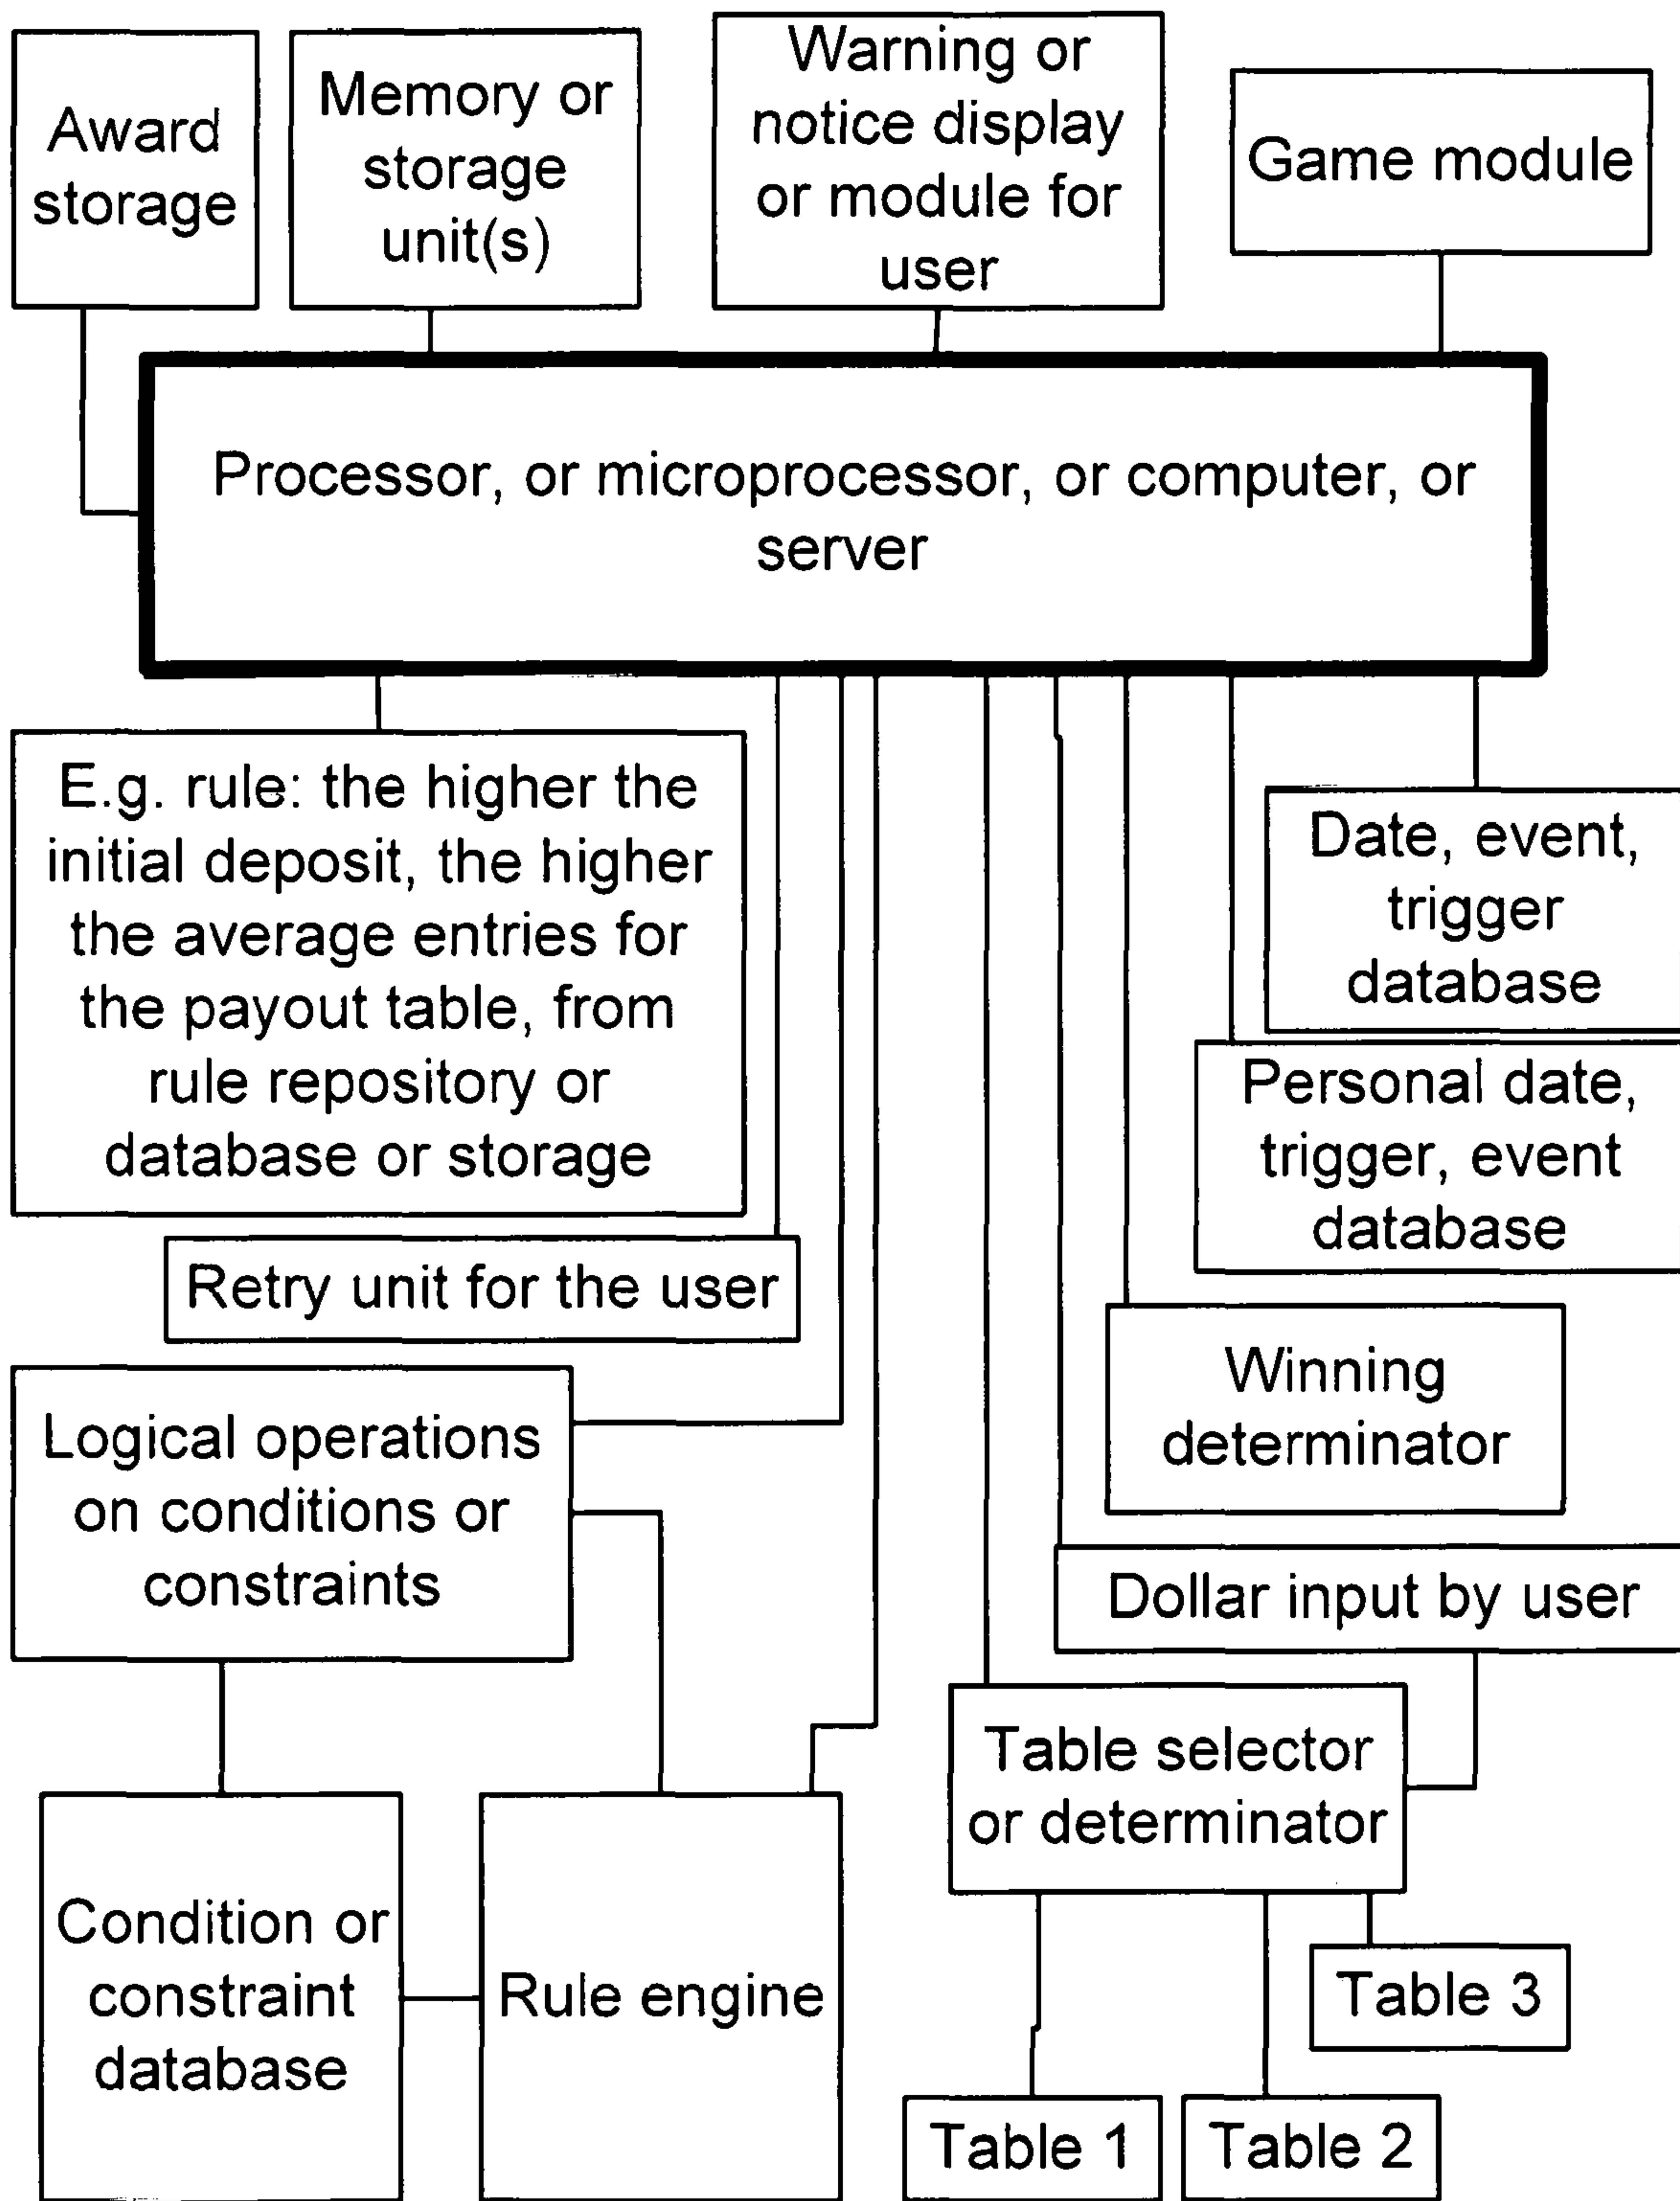 Award
storage
Memory or
storage
unit(s)
Warning or
notice display
or module for
user
Game module
Processor, or microprocessor, or computer, or
server
E.g. rule: the higher the
initial deposit, the higher
the average entries for
the payout table, from
rule repository or
database or storage
Date, event,
trigger
database
Personal date,
trigger, event
database
Retry unit for the user
Winning
determinator
Logical operations
on conditions or
constraints
Dollar input by user
Table selector
or determinator
Condition or
constraint
database
Rule engine
Table 3
Table 1
Table 2